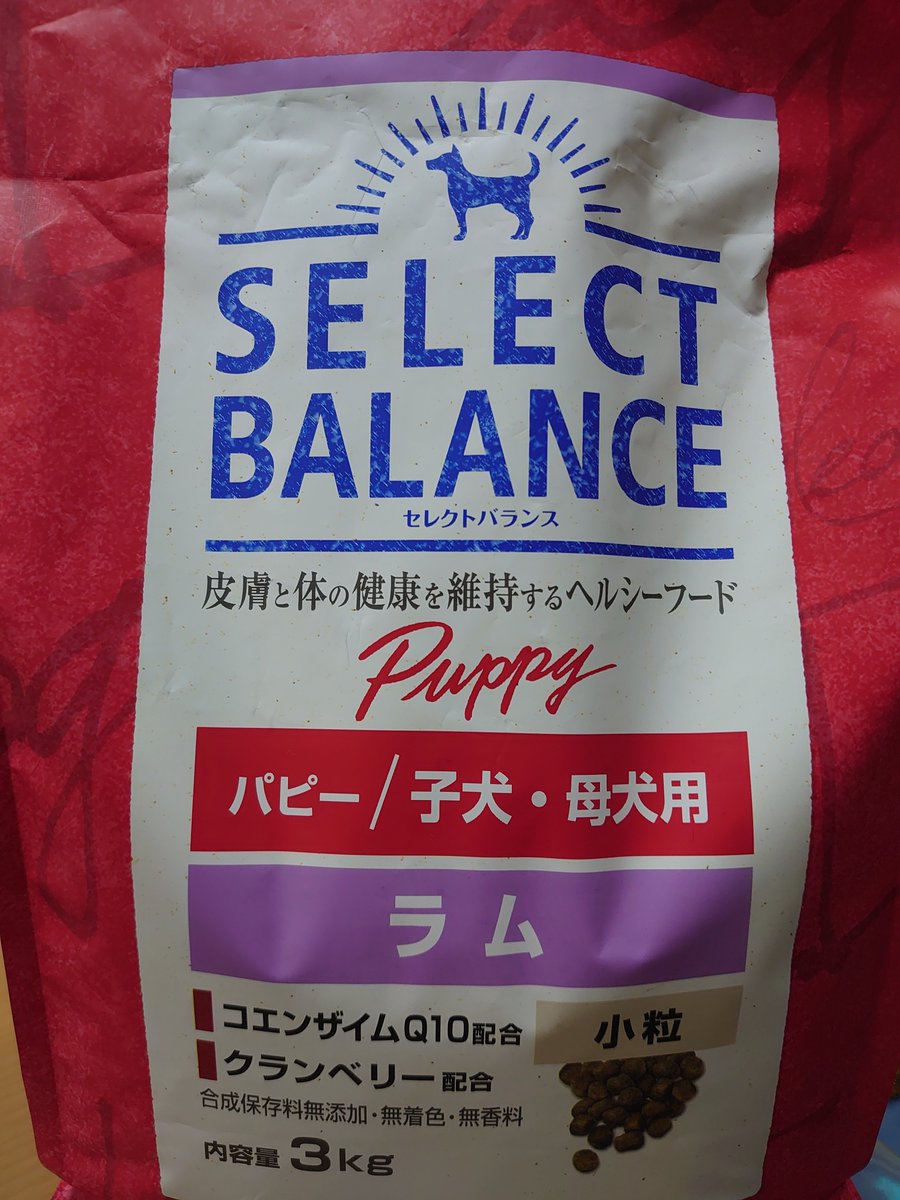 SELECT
BALANCE
セレクトバランス
皮膚と体の健康を維持するヘルシーフード
Puppy
パピー/子犬・母犬用
ラム
コエンザイムQ10配合
小粒
クランベリー配合
合成保存料無添加・無着色・無香料
内容量 3kg